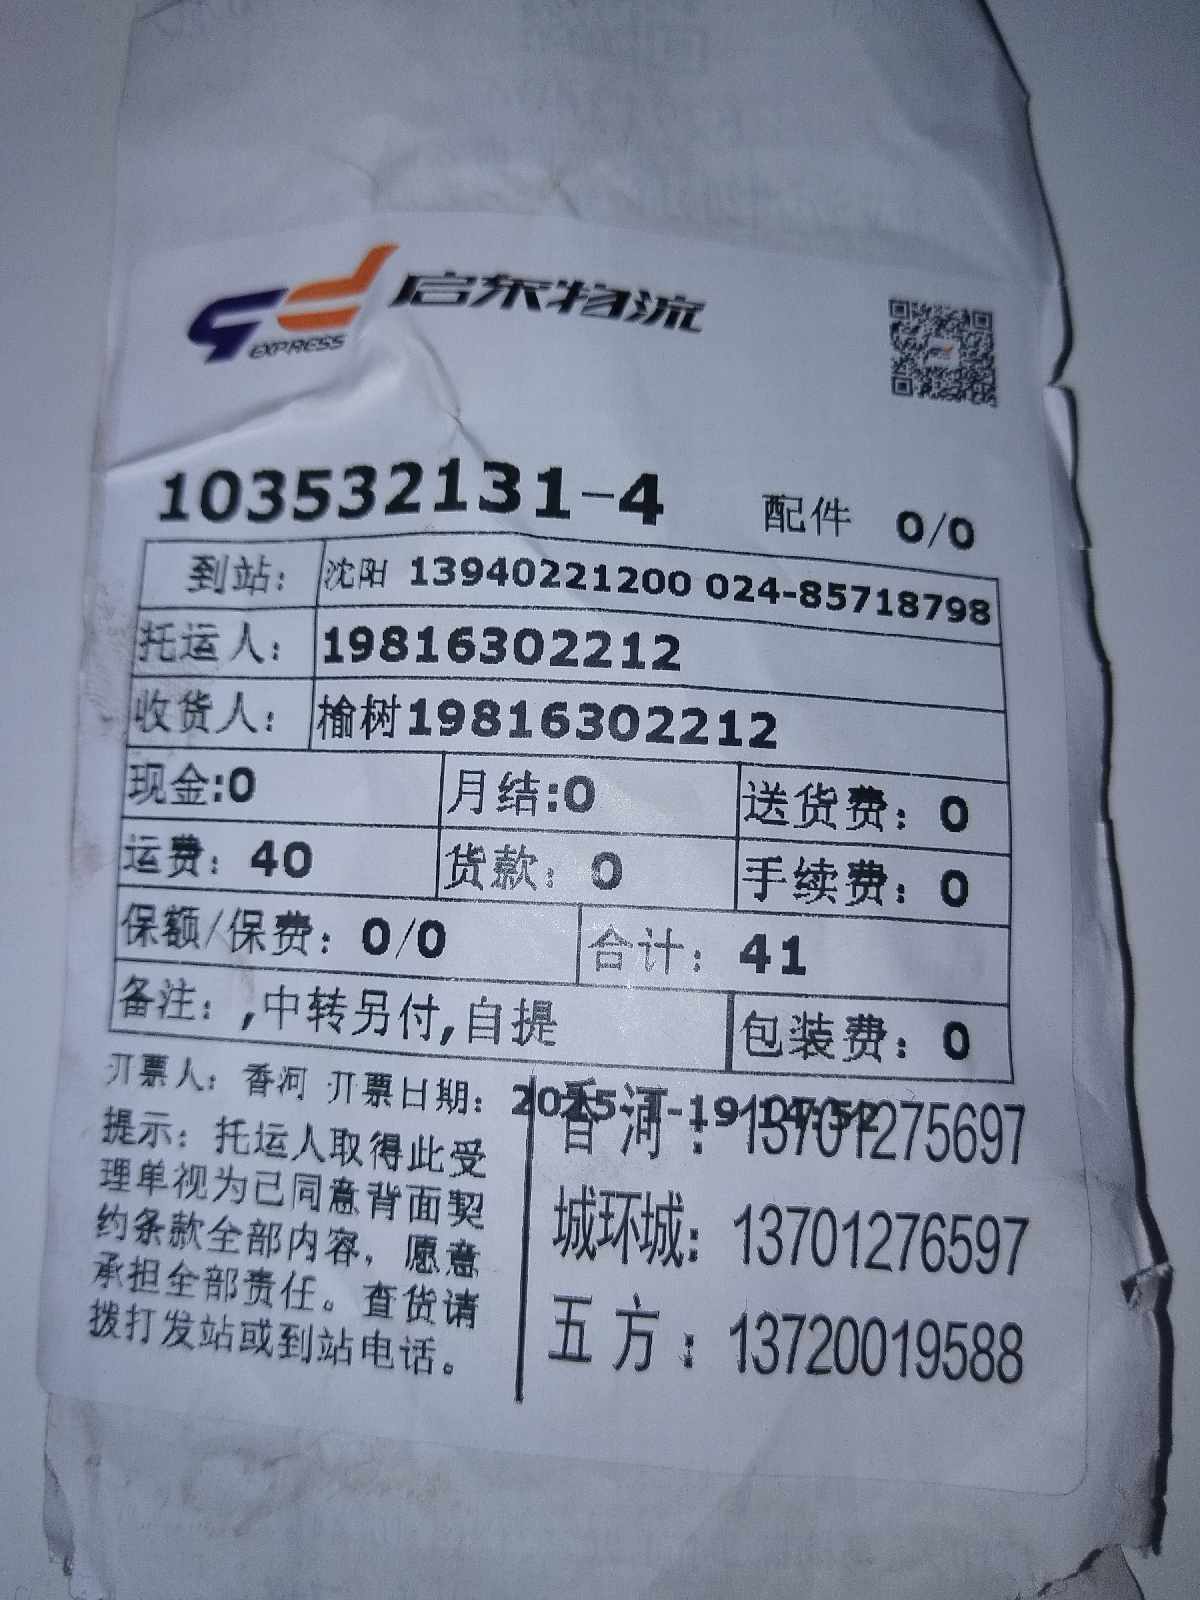 启东物流
EXPRESS
103532131-4 配件 0/0
到站： 沈阳 13940221200 024-85718798
托运人： 19816302212
收货人： 榆树19816302212
现金:0 月结:0 送货费：0
运费：40 货款：0 手续费：0
保额/保费：0/0 合计：41
备注：,中转另付,自提 包装费：0
开票人：香河 开票日期：
提示：托运人取得此受
理单视为已同意背面契
约条款全部内容，愿意
承担全部责任。查货请
拨打发站或到站电话。
香河：13701275697
城环城：13701276597
五方：13720019588